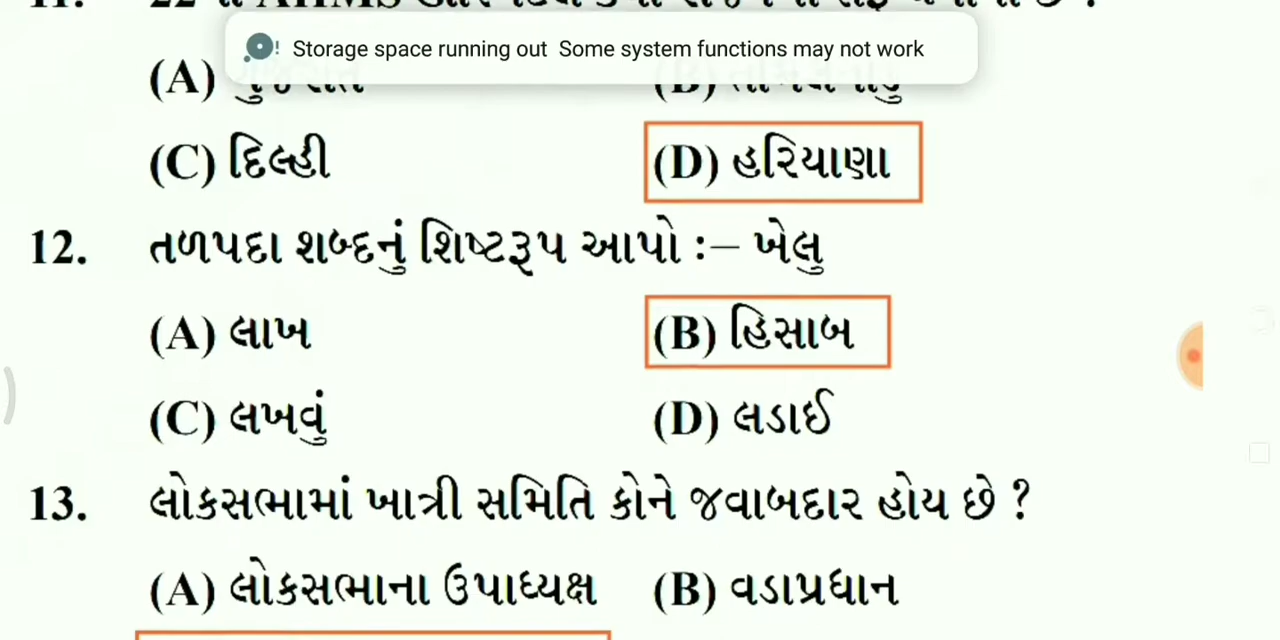 Storage space running out Some system functions may not work
(A)
(C) દિલ્હી (D) હરિયાણા
12. તળપદા શબ્દનું શિષ્ટરૂપ આપો :– ખેલુ
(A) લાખ (B) હિસાબ
(C) લખવું (D) લડાઈ
13. લોકસભામાં ખાત્રી સમિતિ કોને જવાબદાર હોય છે ?
(A) લોકસભાના ઉપાધ્યક્ષ (B) વડાપ્રધાન